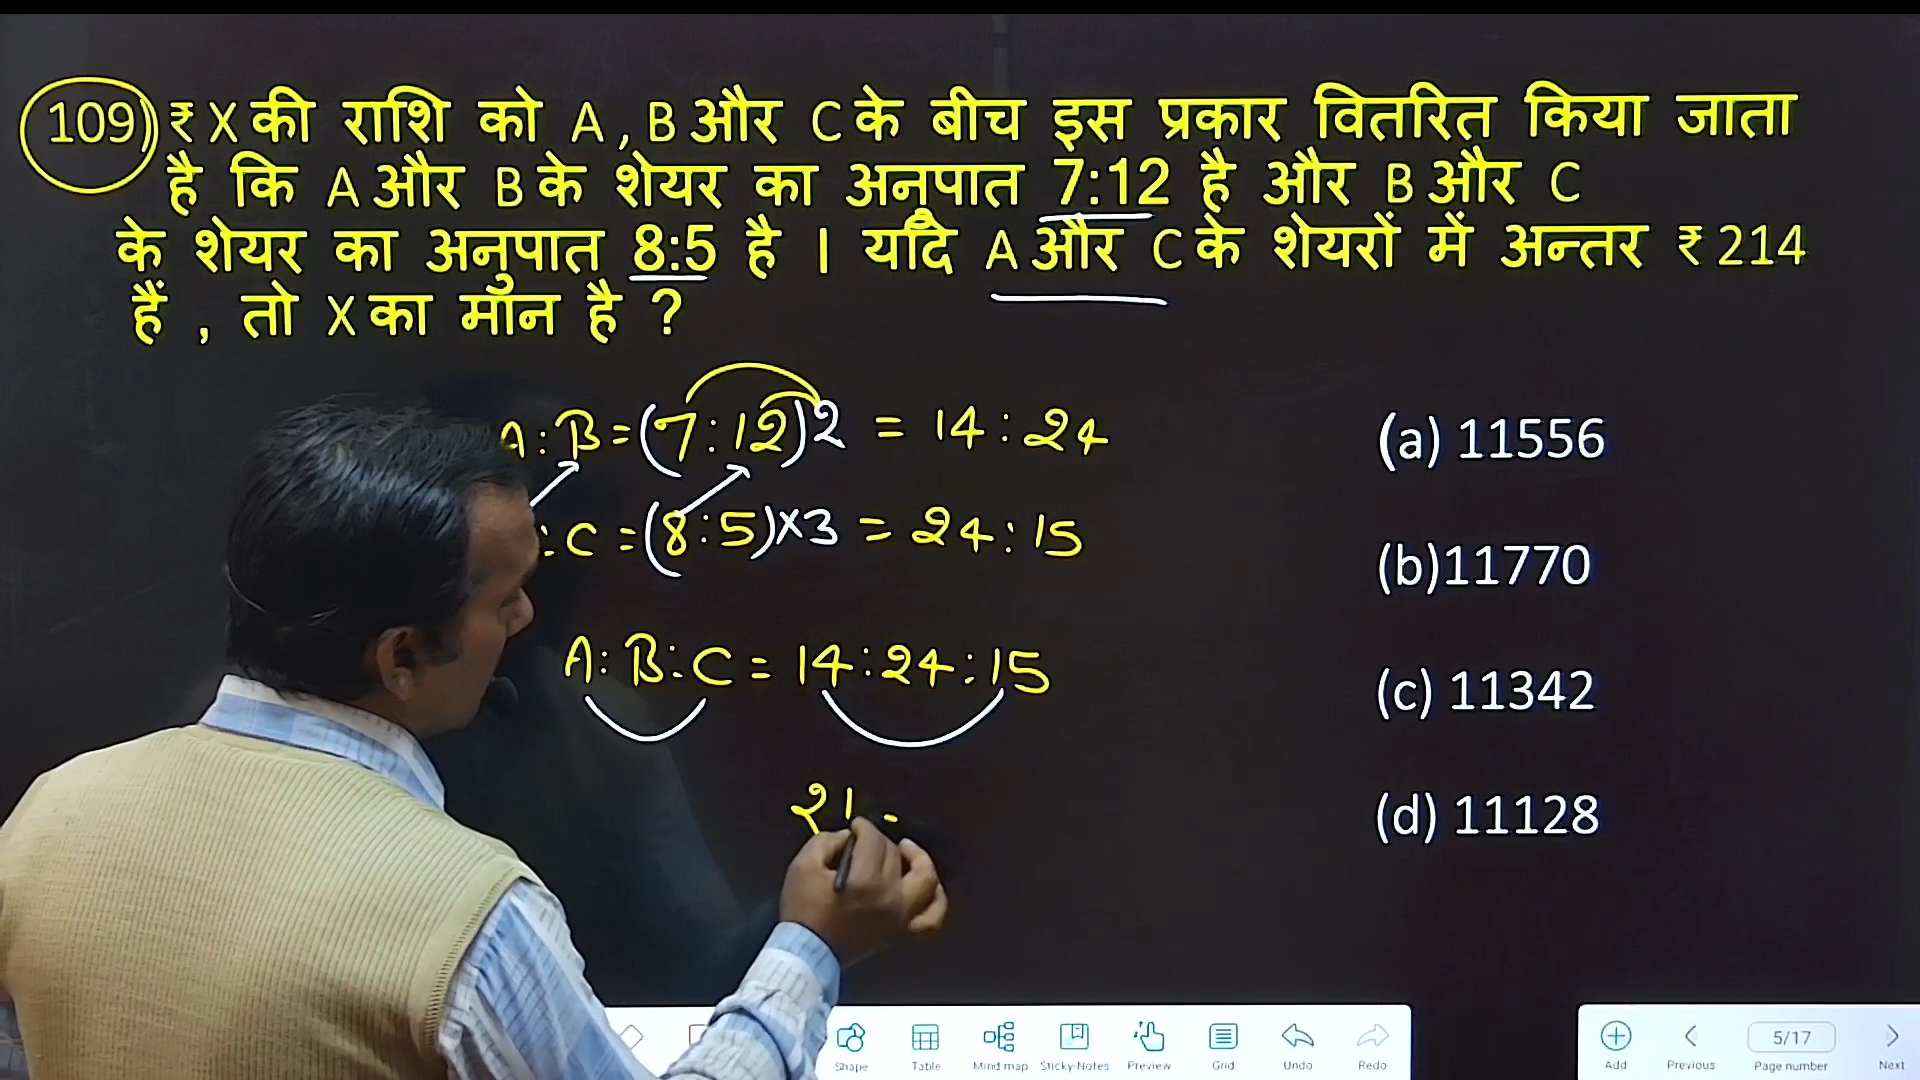 109) ₹ X की राशि को A , B और C के बीच इस प्रकार वितरित किया जाता
है कि A और B के शेयर का अनुपात 7:12 है और B और C
के शेयर का अनुपात 8:5 है । यदि A और C के शेयरों में अन्तर ₹ 214
हैं , तो X का मान है ?
A:B=(7:12)2 = 14:24
:C=(8:5)×3 = 24:15
A:B:C = 14:24:15
(a) 11556
(b)11770
(c) 11342
(d) 11128
Shape Table Mind map Sticky-Notes Preview Grid Undo Redo
Add Previous 5/17 Page number Next